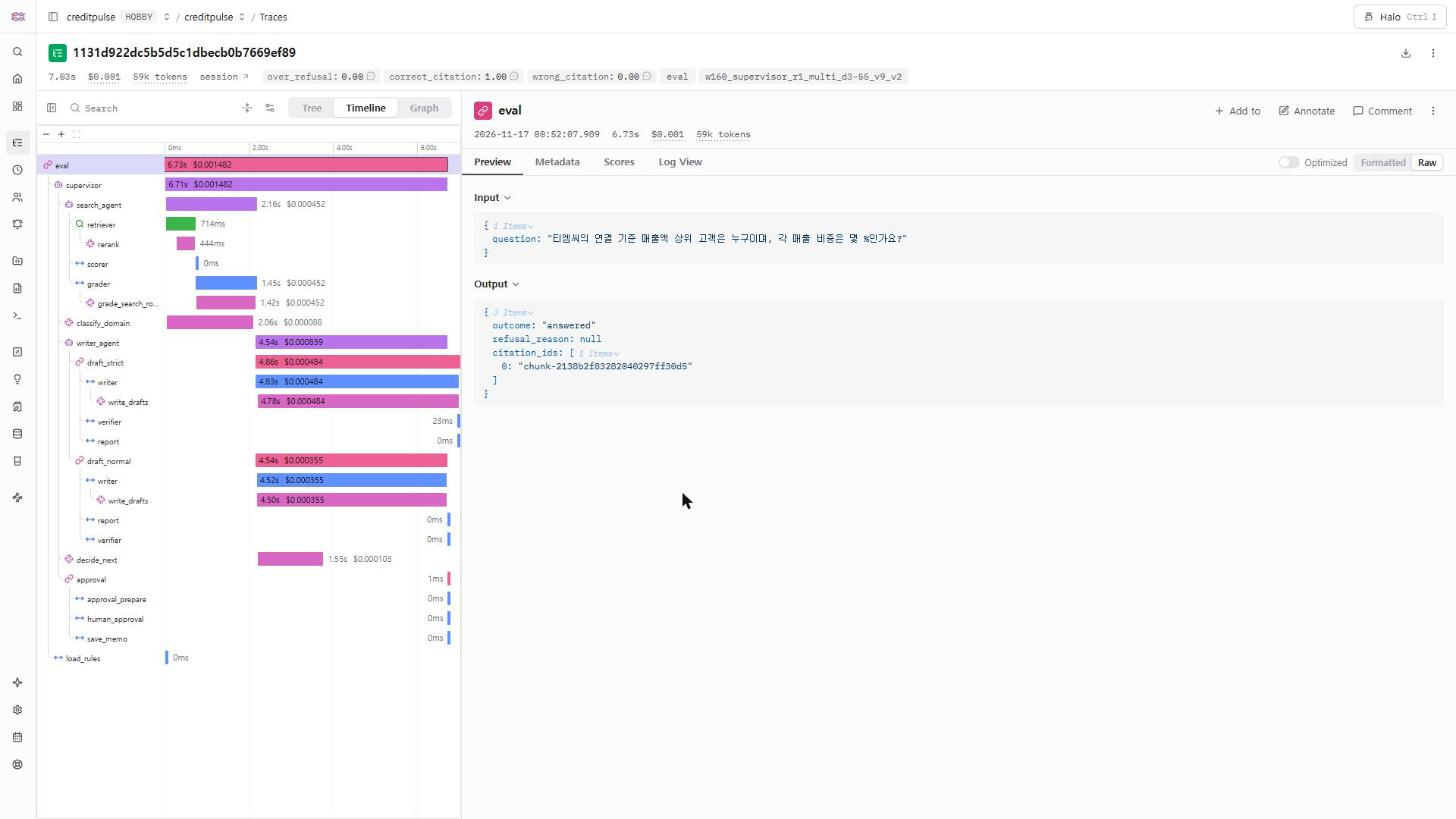 creditpulse HOBBY / creditpulse / Traces
Halo Ctrl I
1131d922dc5b5d5c1dbecb0b7669ef89
7.03s $0.001 59k tokens session over_refusal: 0.00 correct_citation: 1.00 wrong_citation: 0.00 eval w160_supervisor_r1_multi_d3-55_v9_v2
Search
Tree Timeline Graph
0ms 2.00s 4.00s 6.00s
eval 6.73s $0.001482
supervisor 6.71s $0.001482
search_agent 2.16s $0.000452
retriever 714ms
rerank 444ms
scorer 0ms
grader 1.45s $0.000452
grade_search_ro... 1.42s $0.000452
classify_domain 2.06s $0.000088
writer_agent 4.54s $0.000839
draft_strict 4.86s $0.000484
writer 4.83s $0.000484
write_drafts 4.78s $0.000484
verifier 23ms
report 0ms
draft_normal 4.54s $0.000355
writer 4.52s $0.000355
write_drafts 4.50s $0.000355
report 0ms
verifier 0ms
decide_next 1.55s $0.000103
approval 1ms
approval_prepare 0ms
human_approval 0ms
save_memo 0ms
load_rules 0ms
eval
Add to Annotate Comment
2026-11-17 00:52:07.989 6.73s $0.001 59k tokens
Preview Metadata Scores Log View
Optimized Formatted Raw
Input
{ 1 Items
question: "티엠씨의 연결 기준 매출액 상위 고객은 누구이며, 각 매출 비중은 몇 %인가요?"
}
Output
{ 3 Items
outcome: "answered"
refusal_reason: null
citation_ids: [ 1 Items
0: "chunk-2138b2f83282040297ff30d5"
]
}